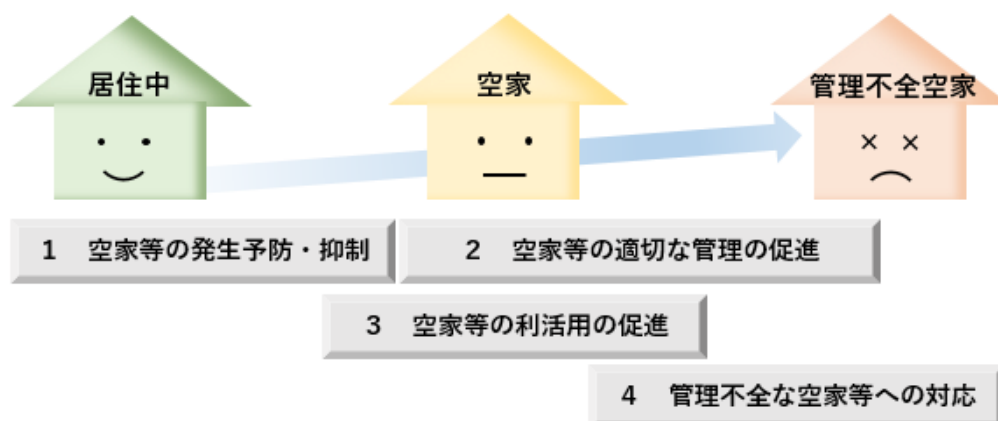 居住中
空家
管理不全空家
1 空家等の発生予防・抑制
2 空家等の適切な管理の促進
3 空家等の利活用の促進
4 管理不全な空家等への対応